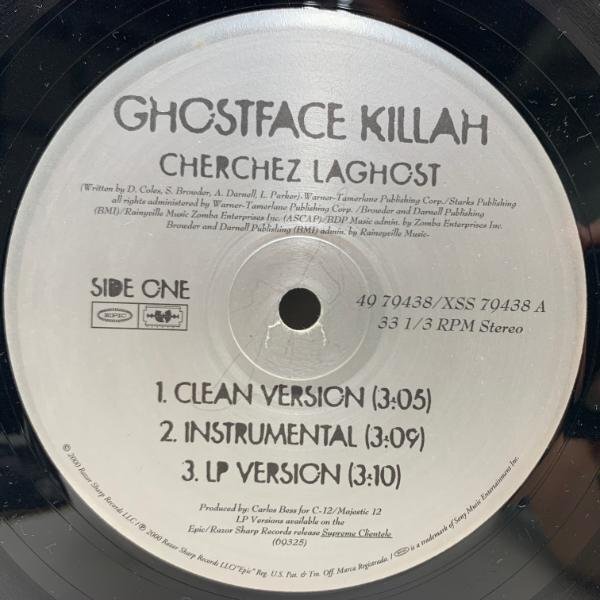 GHOSTFACE KILLAH
CHERCHEZ LAGHOST
(Written by D. Coles, S. Browder, A. Darnell, L. Parker)-Warner-Tamerlane Publishing Corp./Starks Publishing
all rights administered by Warner-Tamerlane Publishing Corp. /Browder and Darnell Publishing
(BMI)/Raineyville Music Zomba Enterprises Inc. (ASCAP)/BDP Music admin. by Zomba Enterprises Inc.
Browder and Darnell Publishing (BMI) admin. by Raineyville Music-
SIDE ONE
EPIC
49 79438/XSS 79438 A
33 1/3 RPM Stereo
1. CLEAN VERSION (3:05)
2. INSTRUMENTAL (3:09)
3. LP VERSION (3:10)
Produced by: Carlos Bess for C-12/Majestic 12
LP Versions available on the
Epic/Razor Sharp Records release Supreme Clientele
(69325)
© 2000 Razor Sharp Records LLC/ ℗ 2000 Razor Sharp Records LLC/"Epic" Reg. U.S. Pat. & Tm. Off. Marca Registrada. / EPIC is a trademark of Sony Music Entertainment Inc.